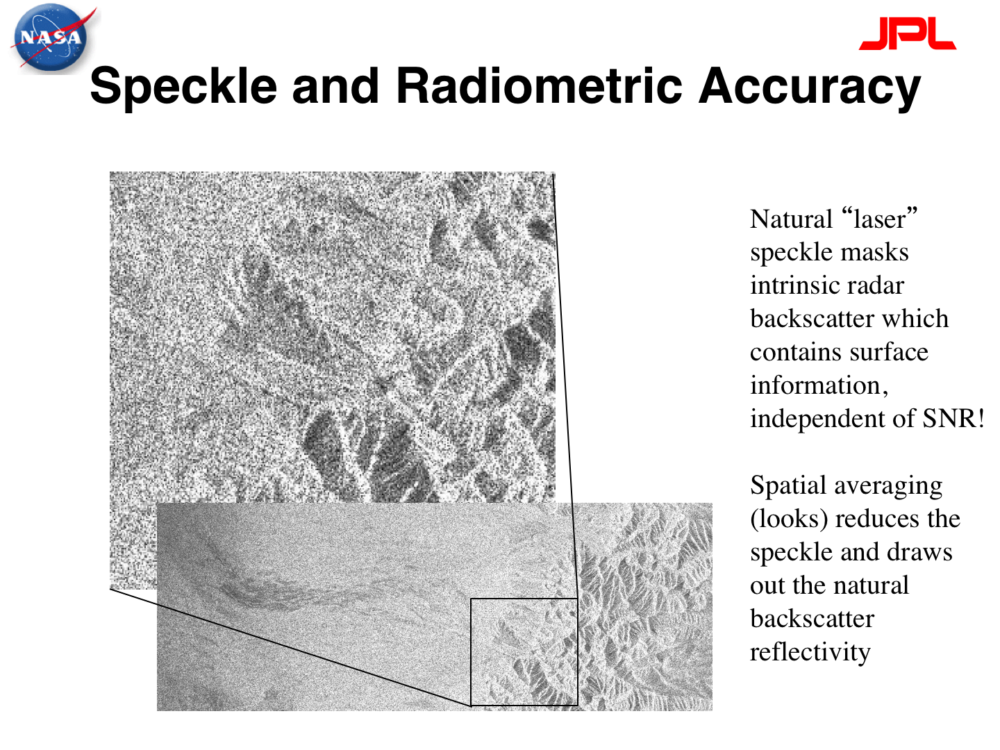 NASA
JPL
Speckle and Radiometric Accuracy
Natural “laser”
speckle masks
intrinsic radar
backscatter which
contains surface
information,
independent of SNR!
Spatial averaging
(looks) reduces the
speckle and draws
out the natural
backscatter
reflectivity